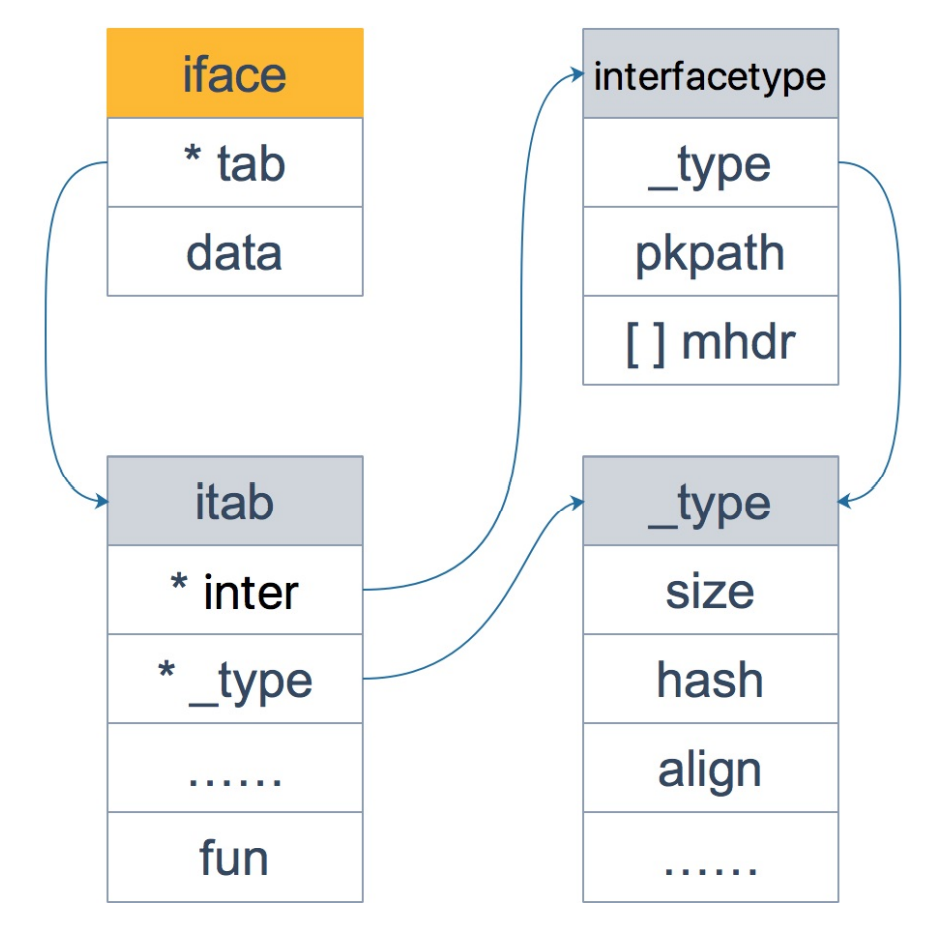 iface
* tab
data
interfacetype
_type
pkpath
[ ] mhdr
itab
* inter
* _type
......
fun
_type
size
hash
align
......